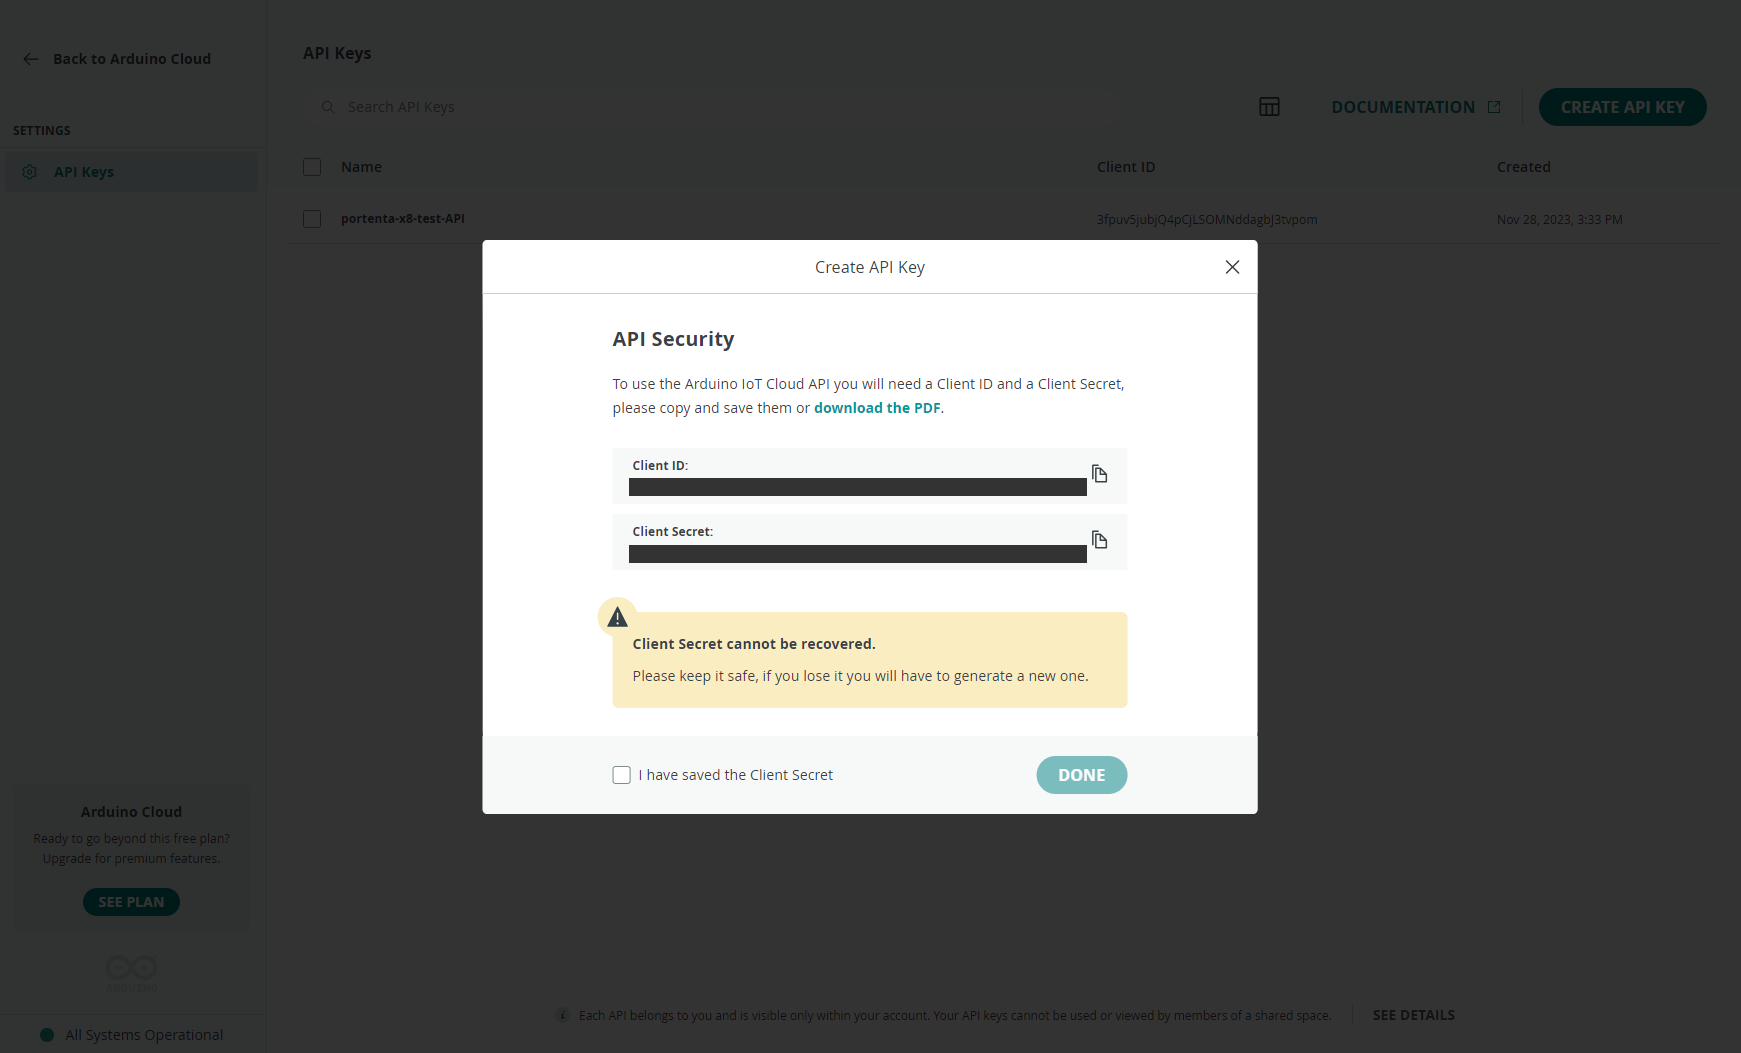 Back to Arduino Cloud
SETTINGS
API Keys
Arduino Cloud
Ready to go beyond this free plan?
Upgrade for premium features.
SEE PLAN
ARDUINO
All Systems Operational
API Keys
Search API Keys
DOCUMENTATION
CREATE API KEY
Name Client ID Created
portenta-x8-test-API 3fpuv5jubjQ4pCjLSOMNddagbJ3tvpom Nov 28, 2023, 3:33 PM
Create API Key
API Security
To use the Arduino IoT Cloud API you will need a Client ID and a Client Secret,
please copy and save them or download the PDF.
Client ID:
Client Secret:
Client Secret cannot be recovered.
Please keep it safe, if you lose it you will have to generate a new one.
I have saved the Client Secret
DONE
Each API belongs to you and is visible only within your account. Your API keys cannot be used or viewed by members of a shared space.
SEE DETAILS